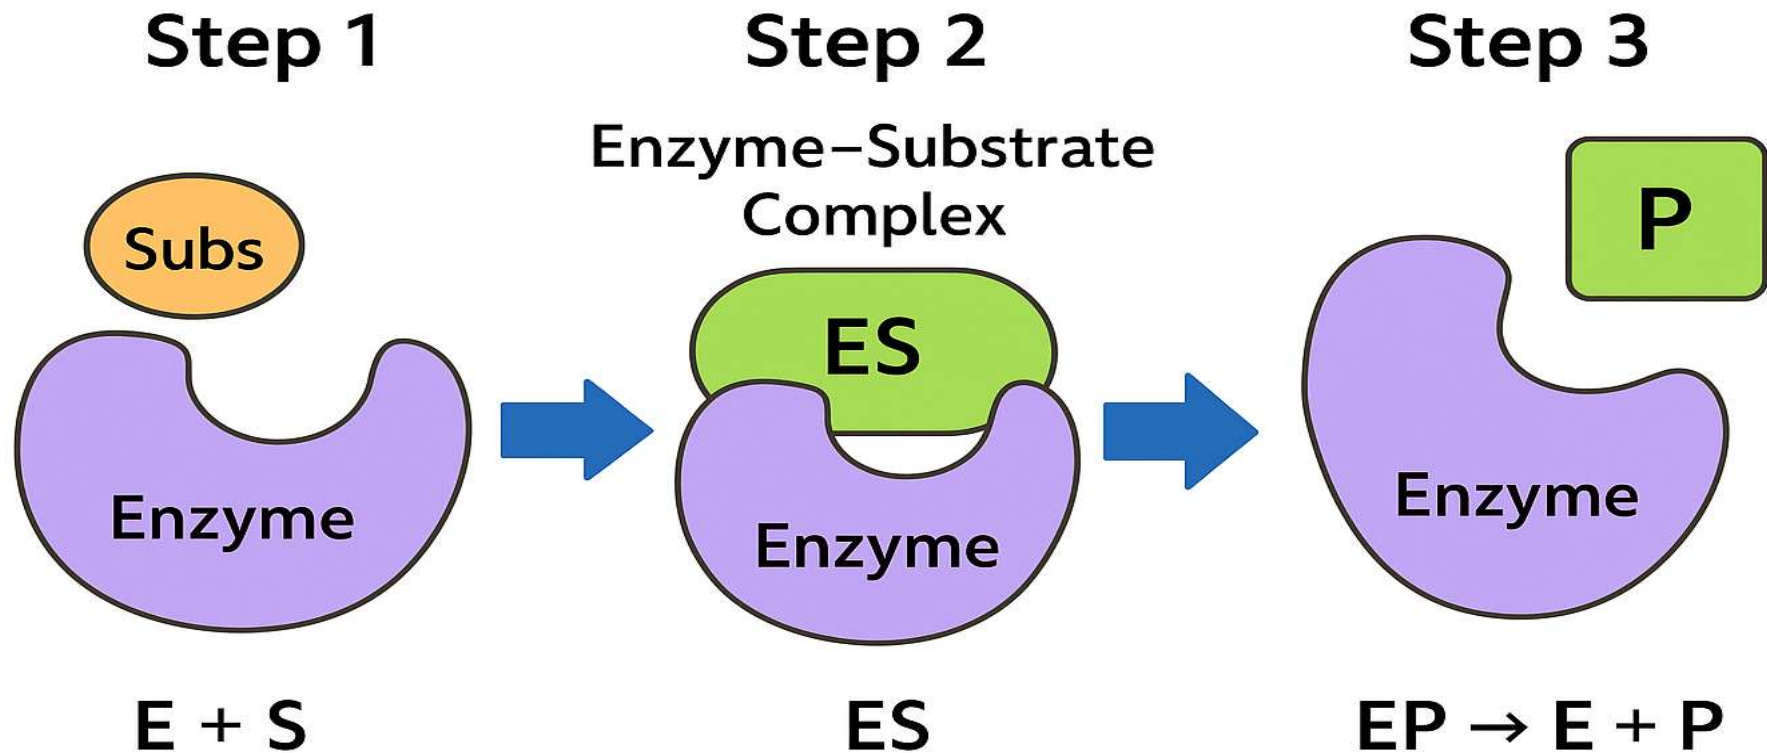 Step 1
Step 2
Step 3
Enzyme–Substrate
Complex
Subs
ES
P
Enzyme
Enzyme
Enzyme
E + S
ES
EP → E + P